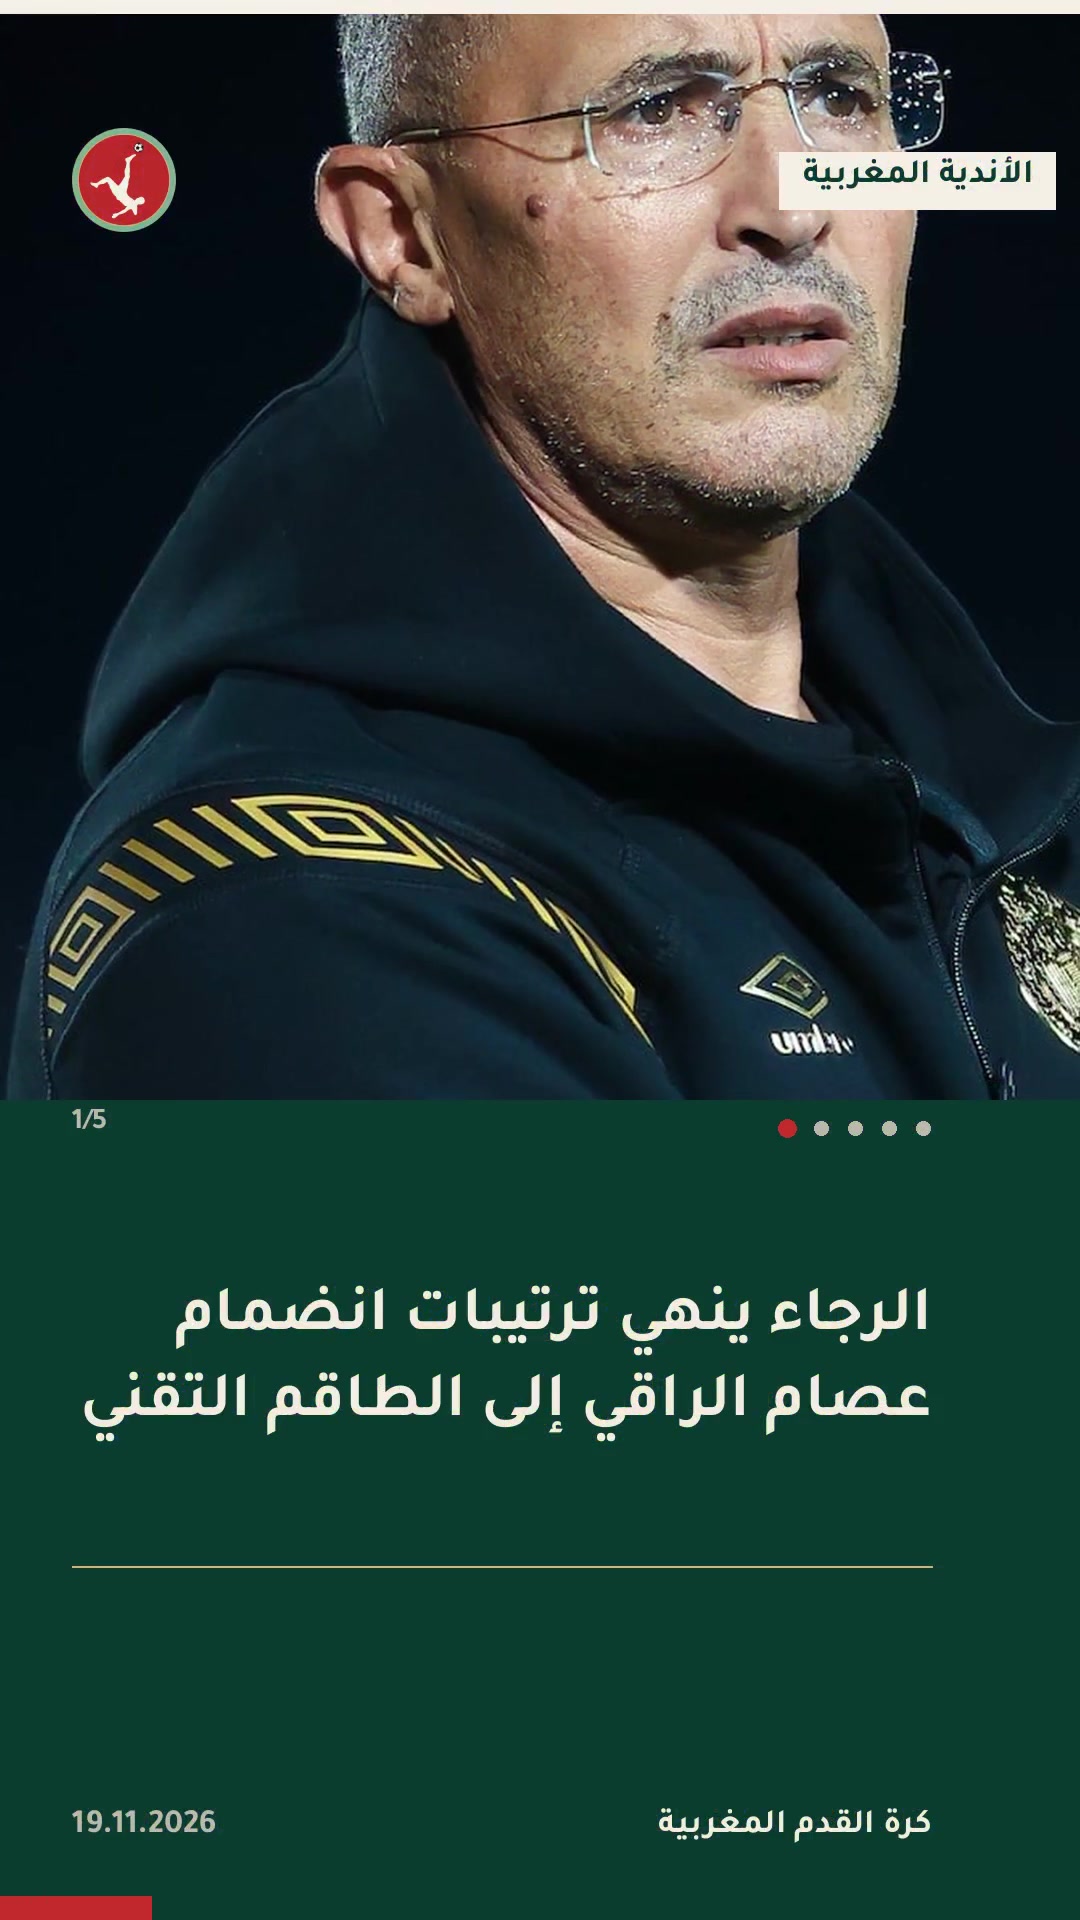 الأندية المغربية
umbro
1/5
الرجاء ينهي ترتيبات انضمام
عصام الراقي إلى الطاقم التقني
19.11.2026
كرة القدم المغربية